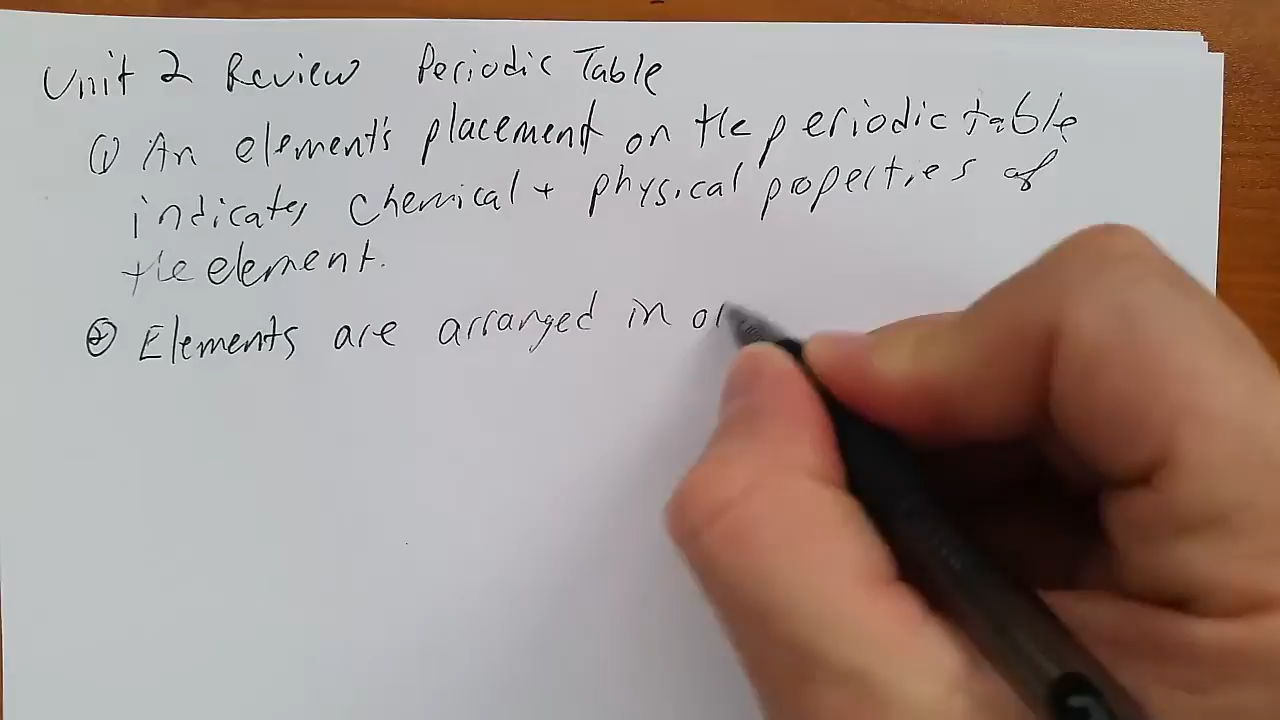 Unit 2 Review Periodic Table
① An element's placement on the periodic table
indicates chemical + physical properties of
the element.
② Elements are arranged in or